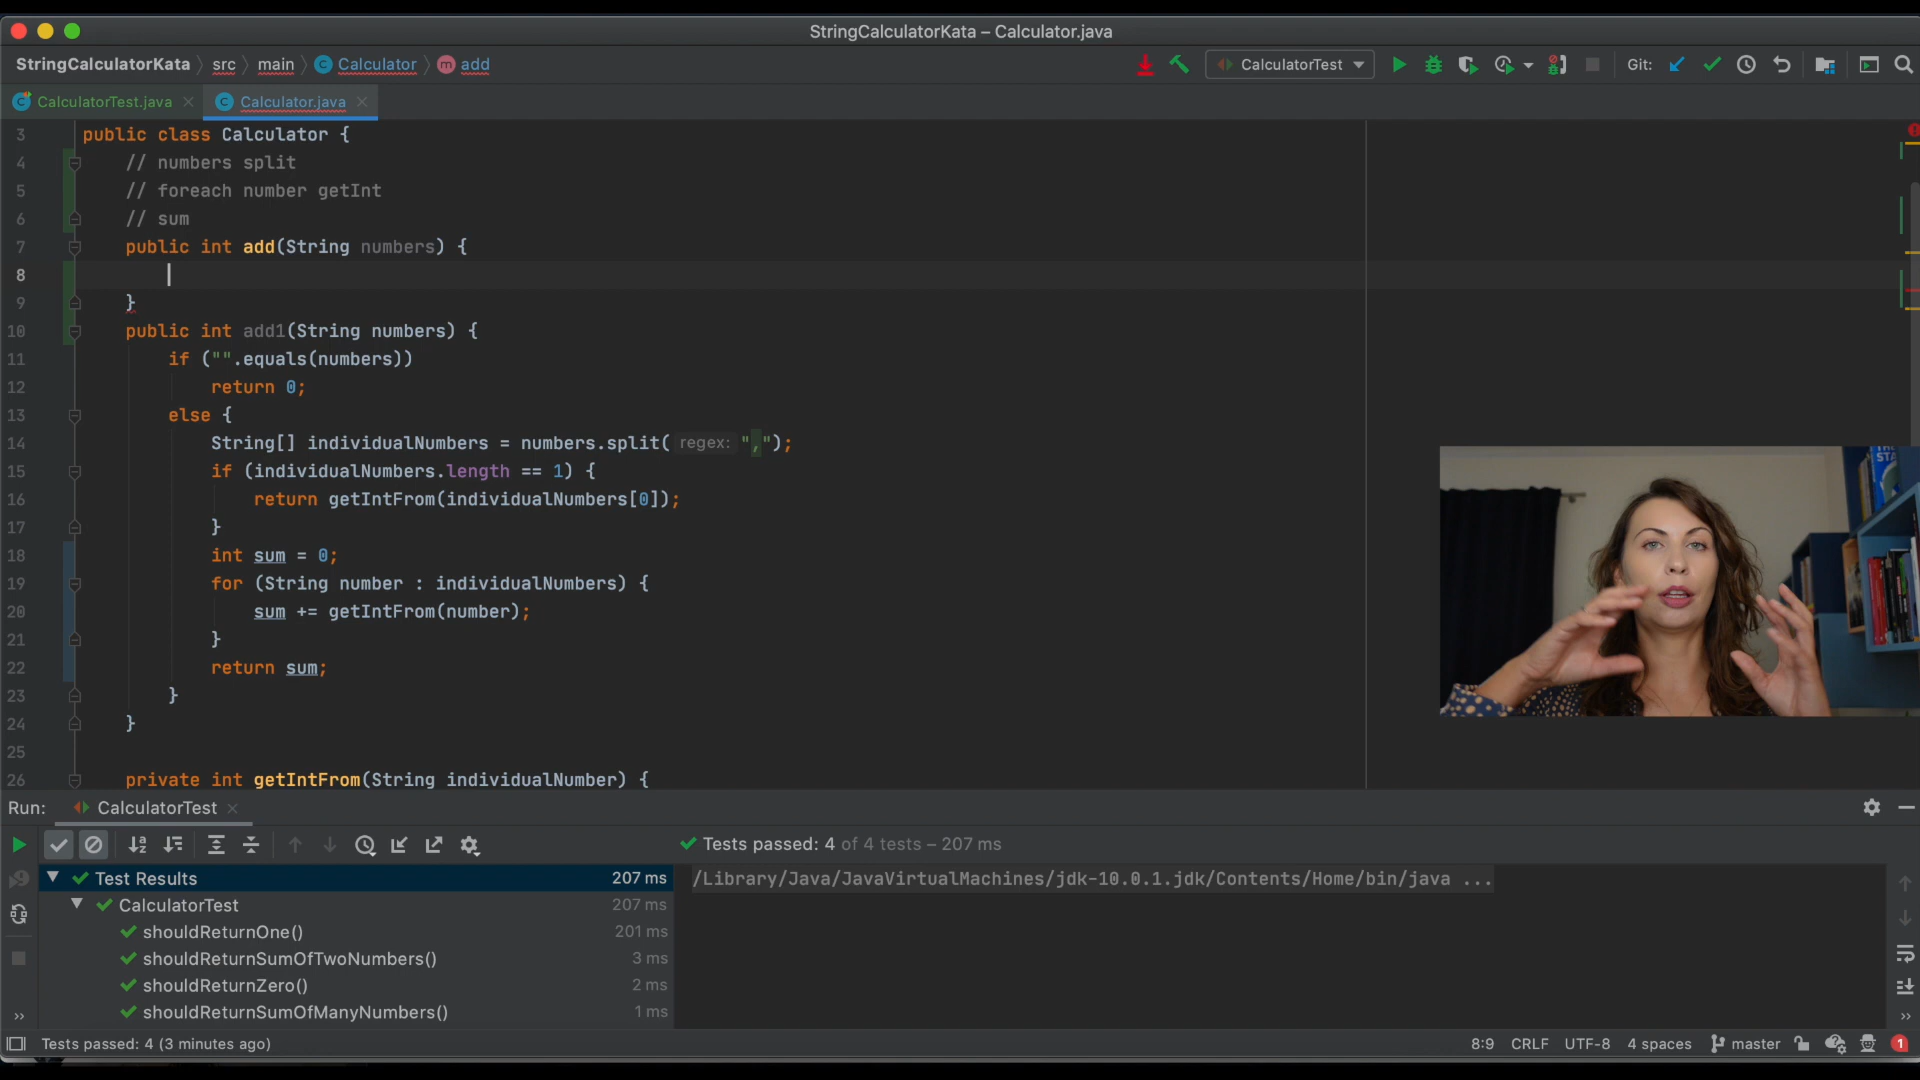 StringCalculatorKata – Calculator.java
StringCalculatorKata src main Calculator add CalculatorTest Git:
CalculatorTest.java Calculator.java
3 public class Calculator {
4 // numbers split
5 // foreach number getInt
6 // sum
7 public int add(String numbers) {
8
9 }
10 public int add1(String numbers) {
11 if ("".equals(numbers))
12 return 0;
13 else {
14 String[] individualNumbers = numbers.split( regex: ",");
15 if (individualNumbers.length == 1) {
16 return getIntFrom(individualNumbers[0]);
17 }
18 int sum = 0;
19 for (String number : individualNumbers) {
20 sum += getIntFrom(number);
21 }
22 return sum;
23 }
24 }
25
26 private int getIntFrom(String individualNumber) {
Run: CalculatorTest
Tests passed: 4 of 4 tests – 207 ms
Test Results 207 ms
/Library/Java/JavaVirtualMachines/jdk-10.0.1.jdk/Contents/Home/bin/java ...
CalculatorTest 207 ms
shouldReturnOne() 201 ms
shouldReturnSumOfTwoNumbers() 3 ms
shouldReturnZero() 2 ms
shouldReturnSumOfManyNumbers() 1 ms
Tests passed: 4 (3 minutes ago) 8:9 CRLF UTF-8 4 spaces master 1